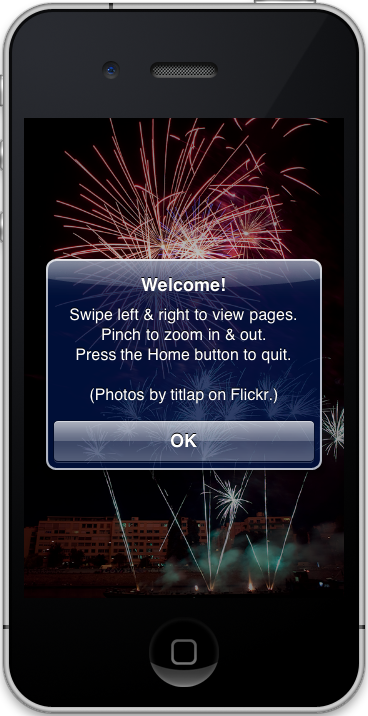 Welcome!
Swipe left & right to view pages.
Pinch to zoom in & out.
Press the Home button to quit.
(Photos by titlap on Flickr.)
OK